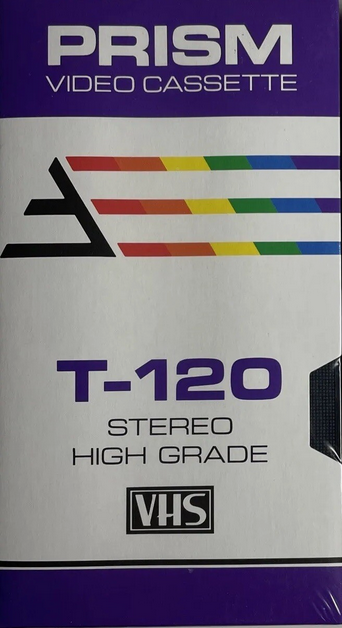 PRISM
VIDEO CASSETTE
T-120
STEREO
HIGH GRADE
VHS